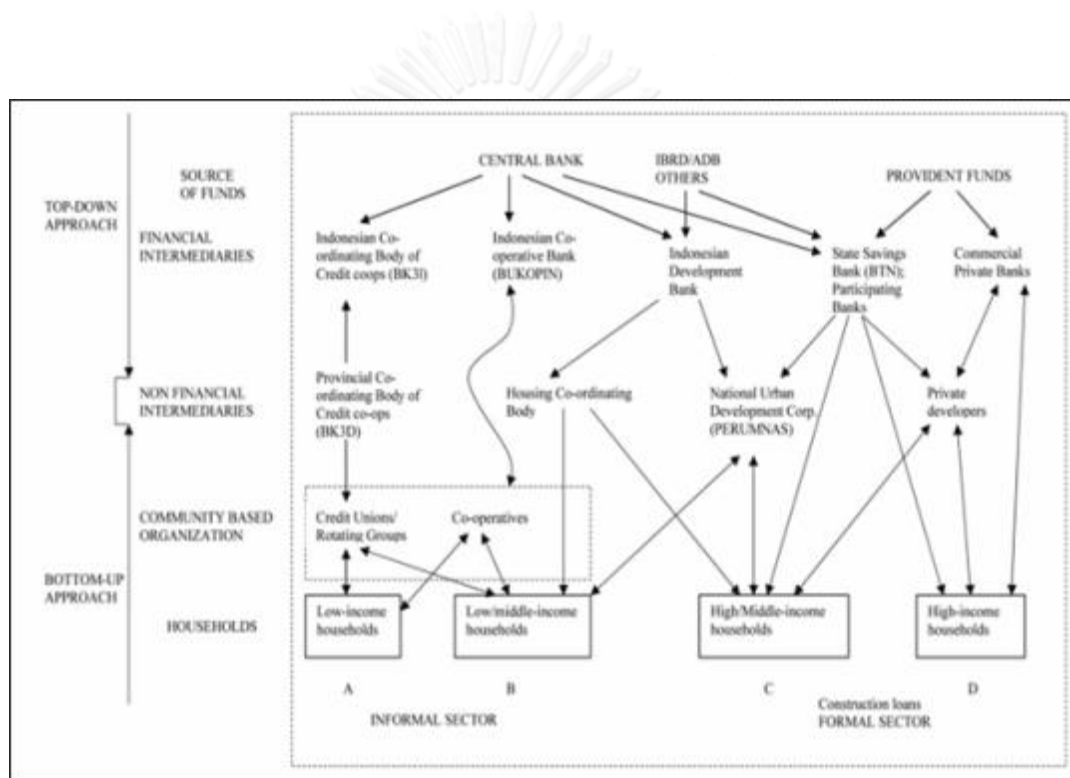 CENTRAL BANK
IBRD/ADB
OTHERS
SOURCE
OF FUNDS
PROVIDENT FUNDS
TOP-DOWN
APPROACH
FINANCIAL
INTERMEDIARIES
Indonesian Co-
ordinating Body of
Credit coops (BK3I)
Indonesian Co-
operative Bank
(BUKOPIN)
Indonesian
Development
Bank
State Savings
Bank (BTN);
Participating
Banks
Commercial
Private Banks
NON FINANCIAL
INTERMEDIARIES
Provincial Co-
ordinating Body of
Credit co-ops
(BK3D)
Housing Co-ordinating
Body
National Urban
Development Corp.
(PERUMNAS)
Private
developers
COMMUNITY BASED
ORGANIZATION
Credit Unions/
Rotating Groups
Co-operatives
BOTTOM-UP
APPROACH
HOUSEHOLDS
Low-income
households
Low/middle-income
households
High/Middle-income
households
High-income
households
A
B
C
D
INFORMAL SECTOR
Construction loans
FORMAL SECTOR